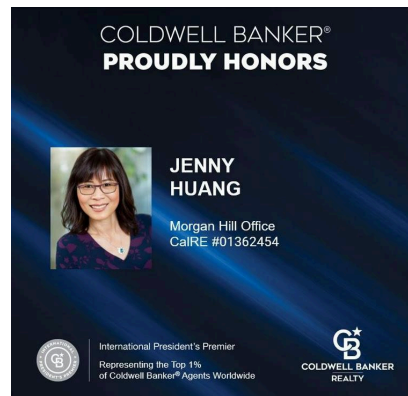 COLDWELL BANKER®
PROUDLY HONORS
JENNY
HUANG
Morgan Hill Office
CalRE #01362454
International President's Premier
Representing the Top 1%
of Coldwell Banker® Agents Worldwide
CB
COLDWELL BANKER
REALTY